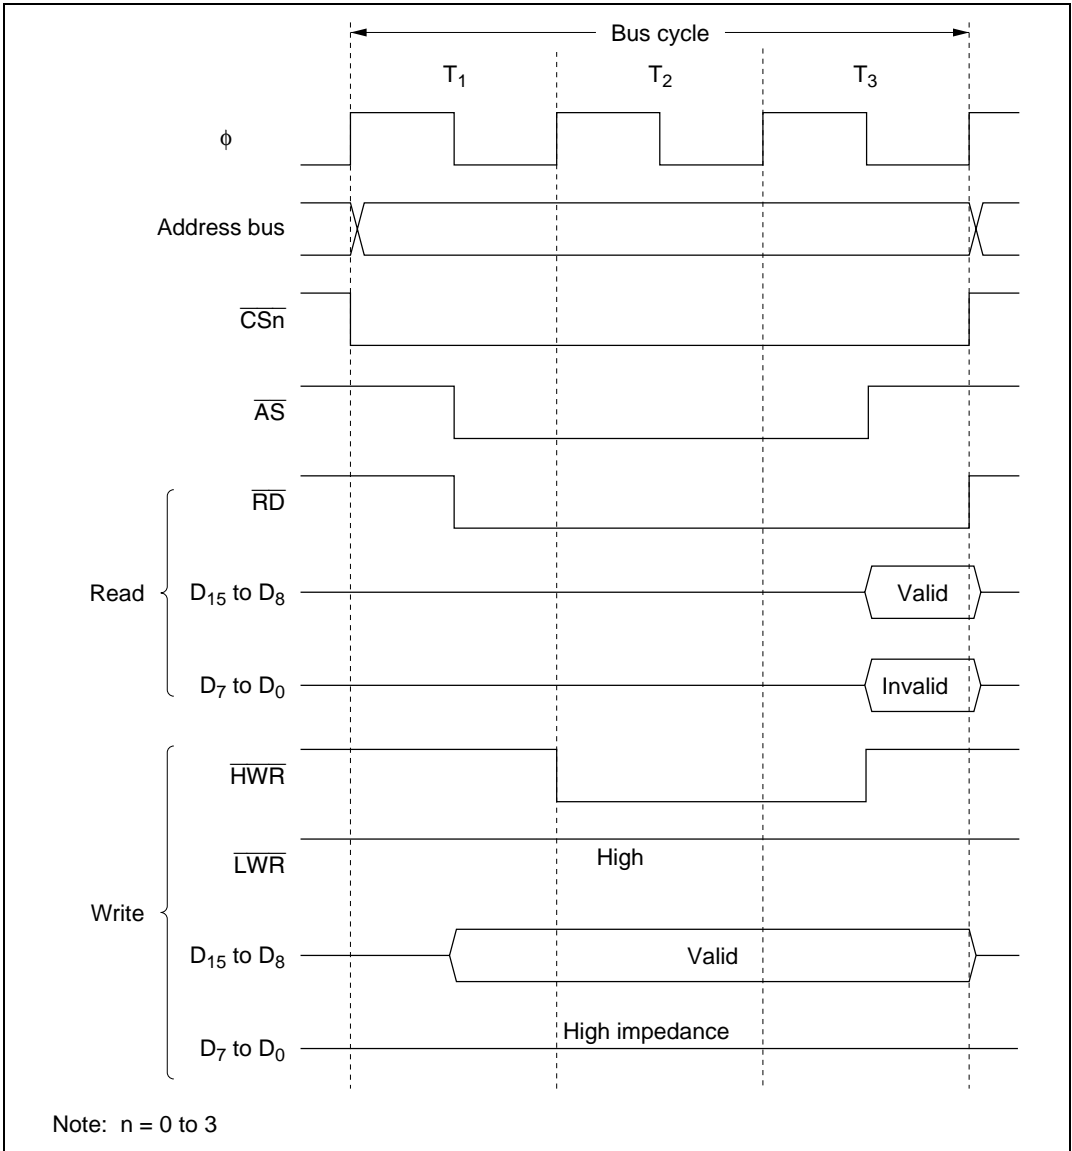 Bus cycle
T1 T2 T3
φ
Address bus
CSn
AS
RD
Read D15 to D8 Valid
D7 to D0 Invalid
HWR
LWR High
Write
D15 to D8 Valid
D7 to D0 High impedance
Note: n = 0 to 3